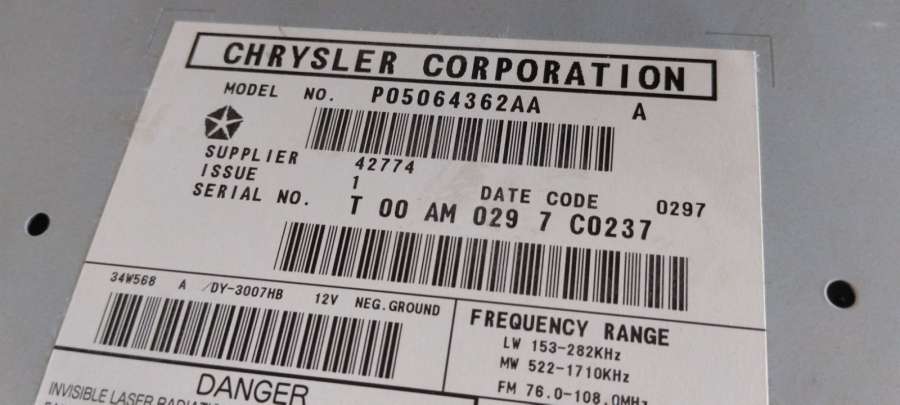 CHRYSLER CORPORATION
MODEL NO. P05064362AA A
SUPPLIER 42774
ISSUE 1 DATE CODE 0297
SERIAL NO. T 00 AM 029 7 C0237
34W568 A /DY-3007HB 12V NEG.GROUND
FREQUENCY RANGE
LW 153-282KHz
MW 522-1710KHz
FM 76.0-108.0MHz
DANGER
INVISIBLE LASER